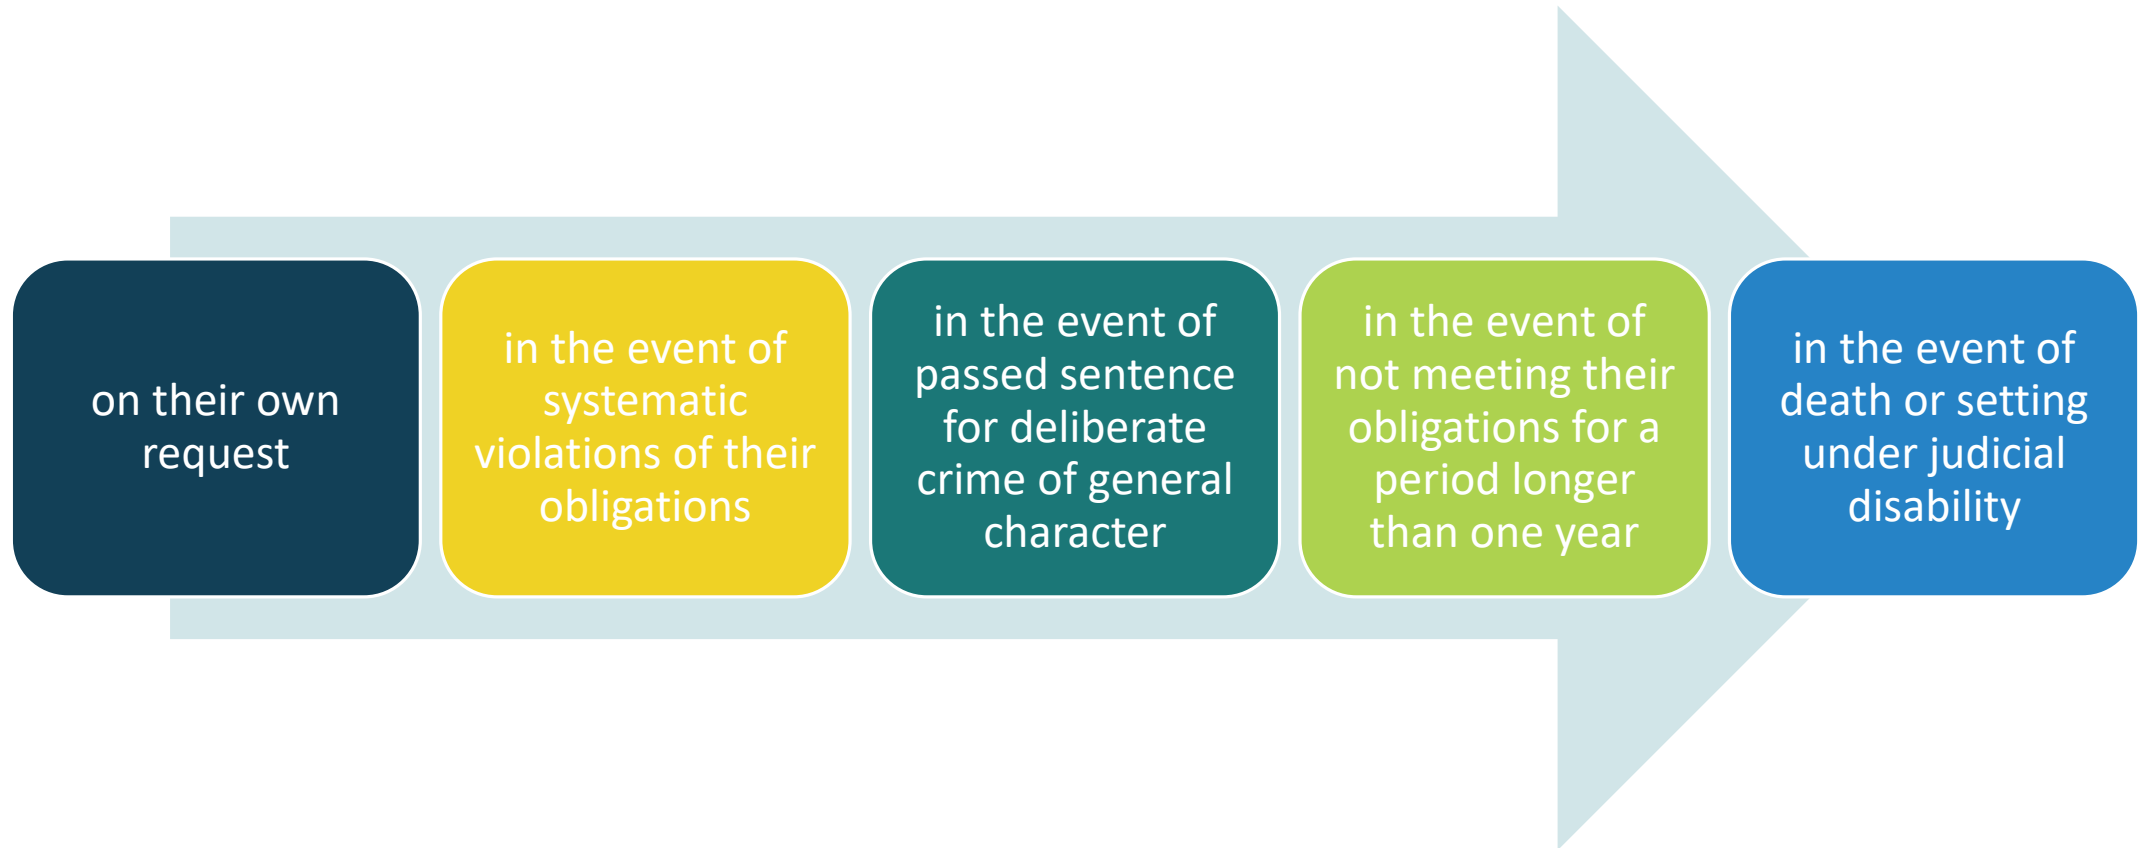 on their own
request
in the event of
systematic
violations of their
obligations
in the event of
passed sentence
for deliberate
crime of general
character
in the event of
not meeting their
obligations for a
period longer
than one year
in the event of
death or setting
under judicial
disability